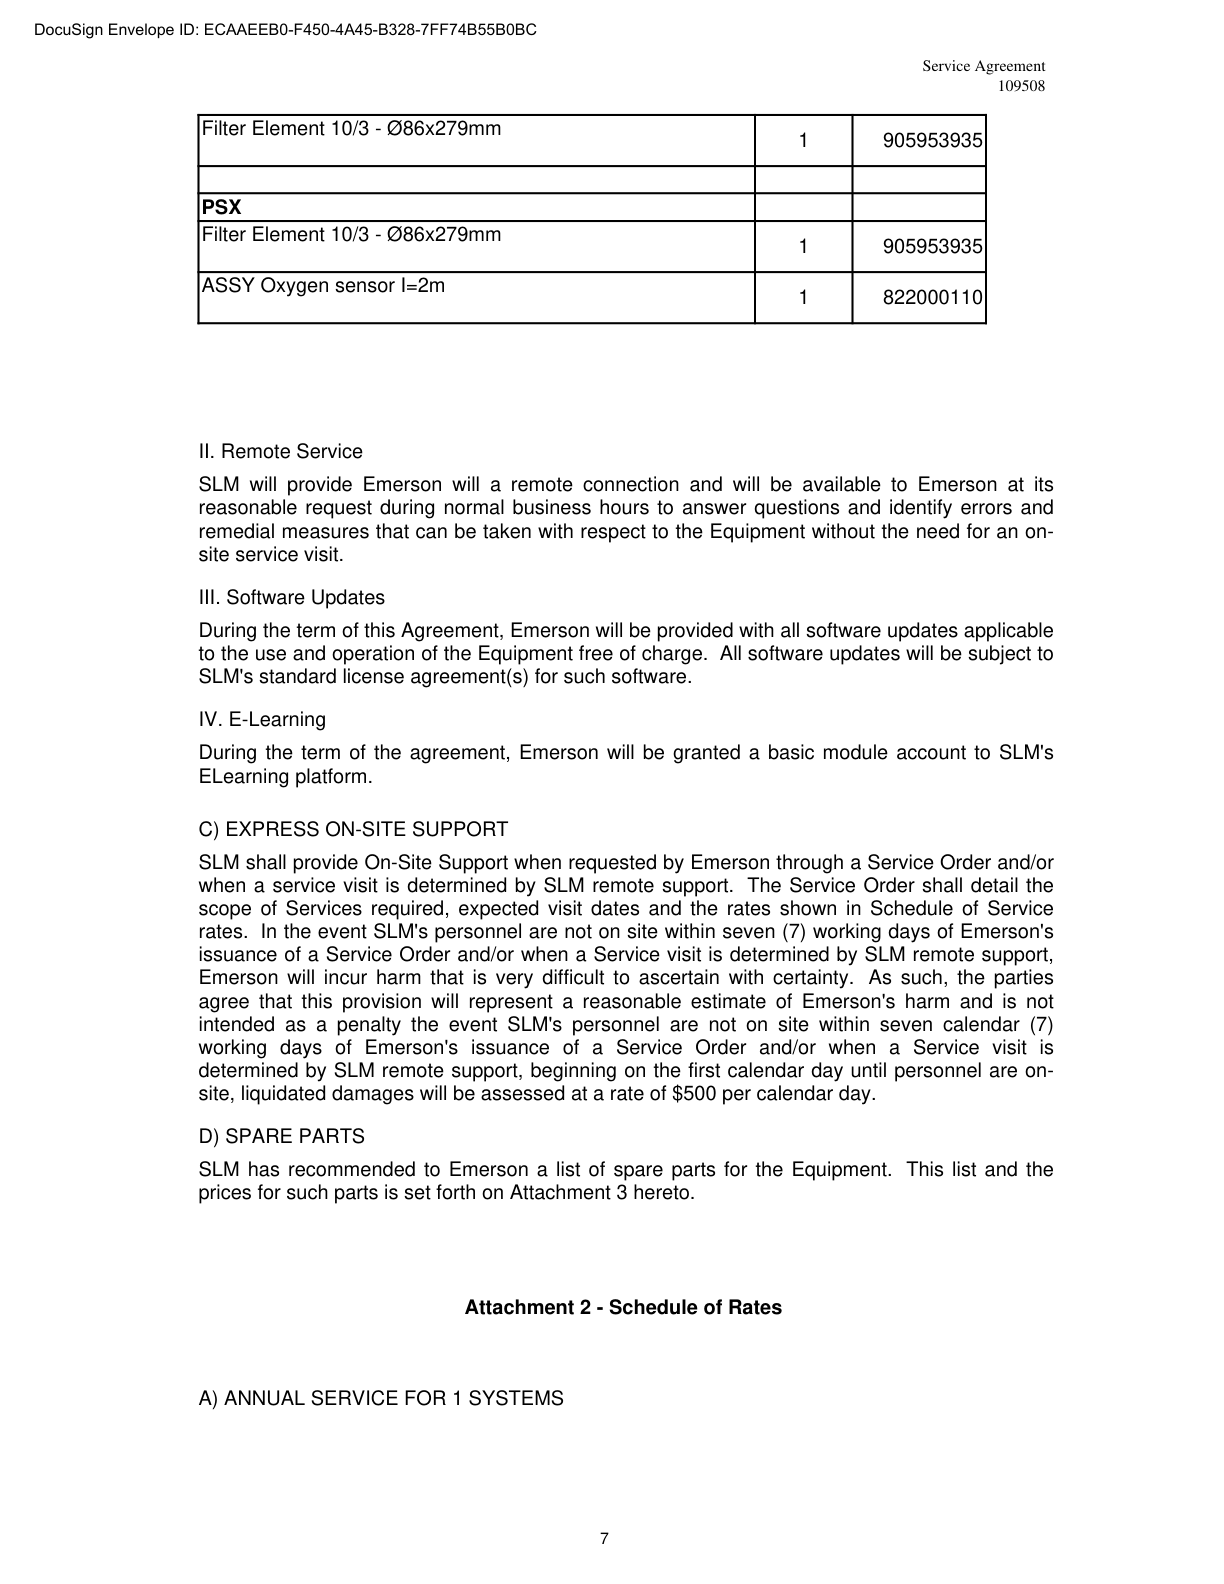 DocuSign Envelope ID: ECAAEEB0-F450-4A45-B328-7FF74B55B0BC
Service Agreement
109508
Filter Element 10/3 - Ø86x279mm 1 905953935
PSX
Filter Element 10/3 - Ø86x279mm 1 905953935
ASSY Oxygen sensor I=2m 1 822000110
II. Remote Service
SLM will provide Emerson will a remote connection and will be available to Emerson at its
reasonable request during normal business hours to answer questions and identify errors and
remedial measures that can be taken with respect to the Equipment without the need for an on-
site service visit.
III. Software Updates
During the term of this Agreement, Emerson will be provided with all software updates applicable
to the use and operation of the Equipment free of charge.  All software updates will be subject to
SLM's standard license agreement(s) for such software.
IV. E-Learning
During the term of the agreement, Emerson will be granted a basic module account to SLM's
ELearning platform.
C) EXPRESS ON-SITE SUPPORT
SLM shall provide On-Site Support when requested by Emerson through a Service Order and/or
when a service visit is determined by SLM remote support.  The Service Order shall detail the
scope of Services required, expected visit dates and the rates shown in Schedule of Service
rates.  In the event SLM's personnel are not on site within seven (7) working days of Emerson's
issuance of a Service Order and/or when a Service visit is determined by SLM remote support,
Emerson will incur harm that is very difficult to ascertain with certainty.  As such, the parties
agree that this provision will represent a reasonable estimate of Emerson's harm and is not
intended as a penalty the event SLM's personnel are not on site within seven calendar (7)
working days of Emerson's issuance of a Service Order and/or when a Service visit is
determined by SLM remote support, beginning on the first calendar day until personnel are on-
site, liquidated damages will be assessed at a rate of $500 per calendar day.
D) SPARE PARTS
SLM has recommended to Emerson a list of spare parts for the Equipment.  This list and the
prices for such parts is set forth on Attachment 3 hereto.
Attachment 2 - Schedule of Rates
A) ANNUAL SERVICE FOR 1 SYSTEMS
7